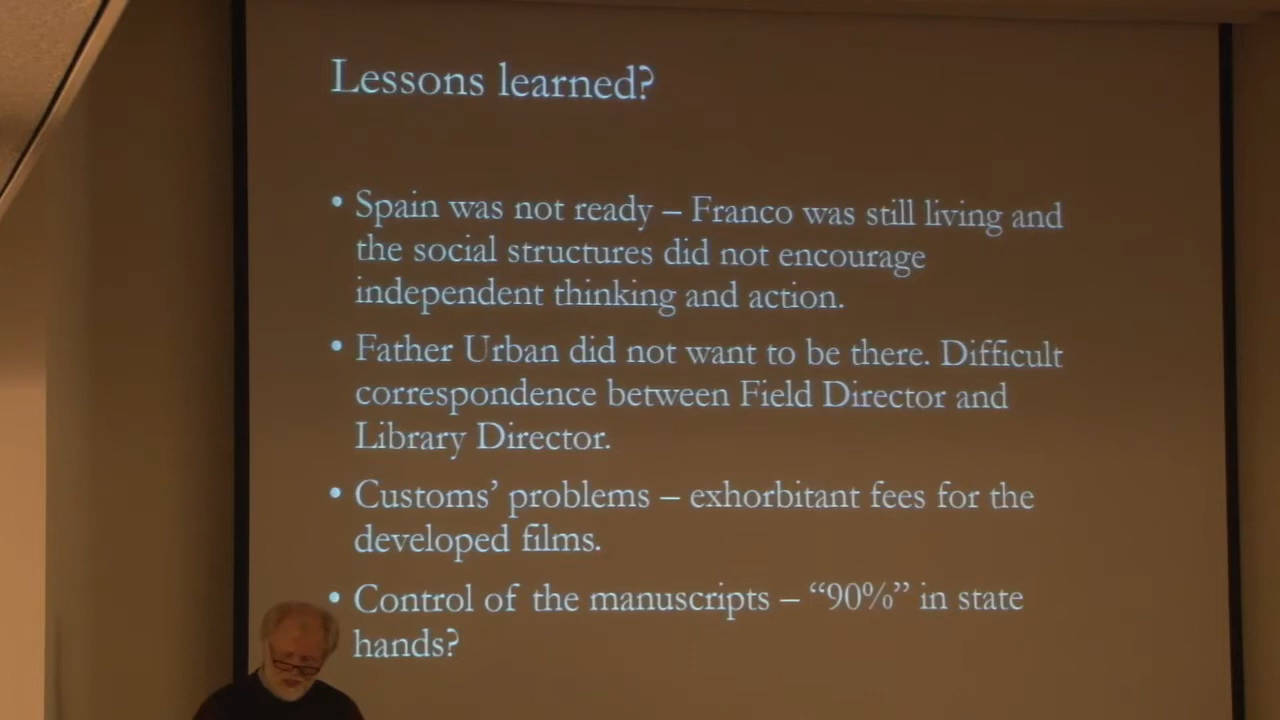 Lessons learned?
• Spain was not ready – Franco was still living and
the social structures did not encourage
independent thinking and action.
• Father Urban did not want to be there. Difficult
correspondence between Field Director and
Library Director.
• Customs’ problems – exhorbitant fees for the
developed films.
• Control of the manuscripts – “90%” in state
hands?